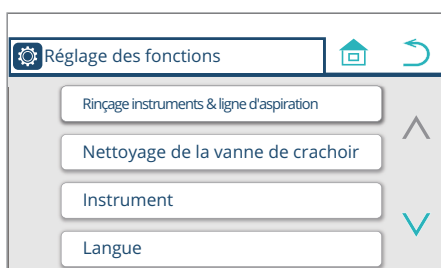 Réglage des fonctions
Rinçage instruments & ligne d'aspiration
Nettoyage de la vanne de crachoir
Instrument
Langue